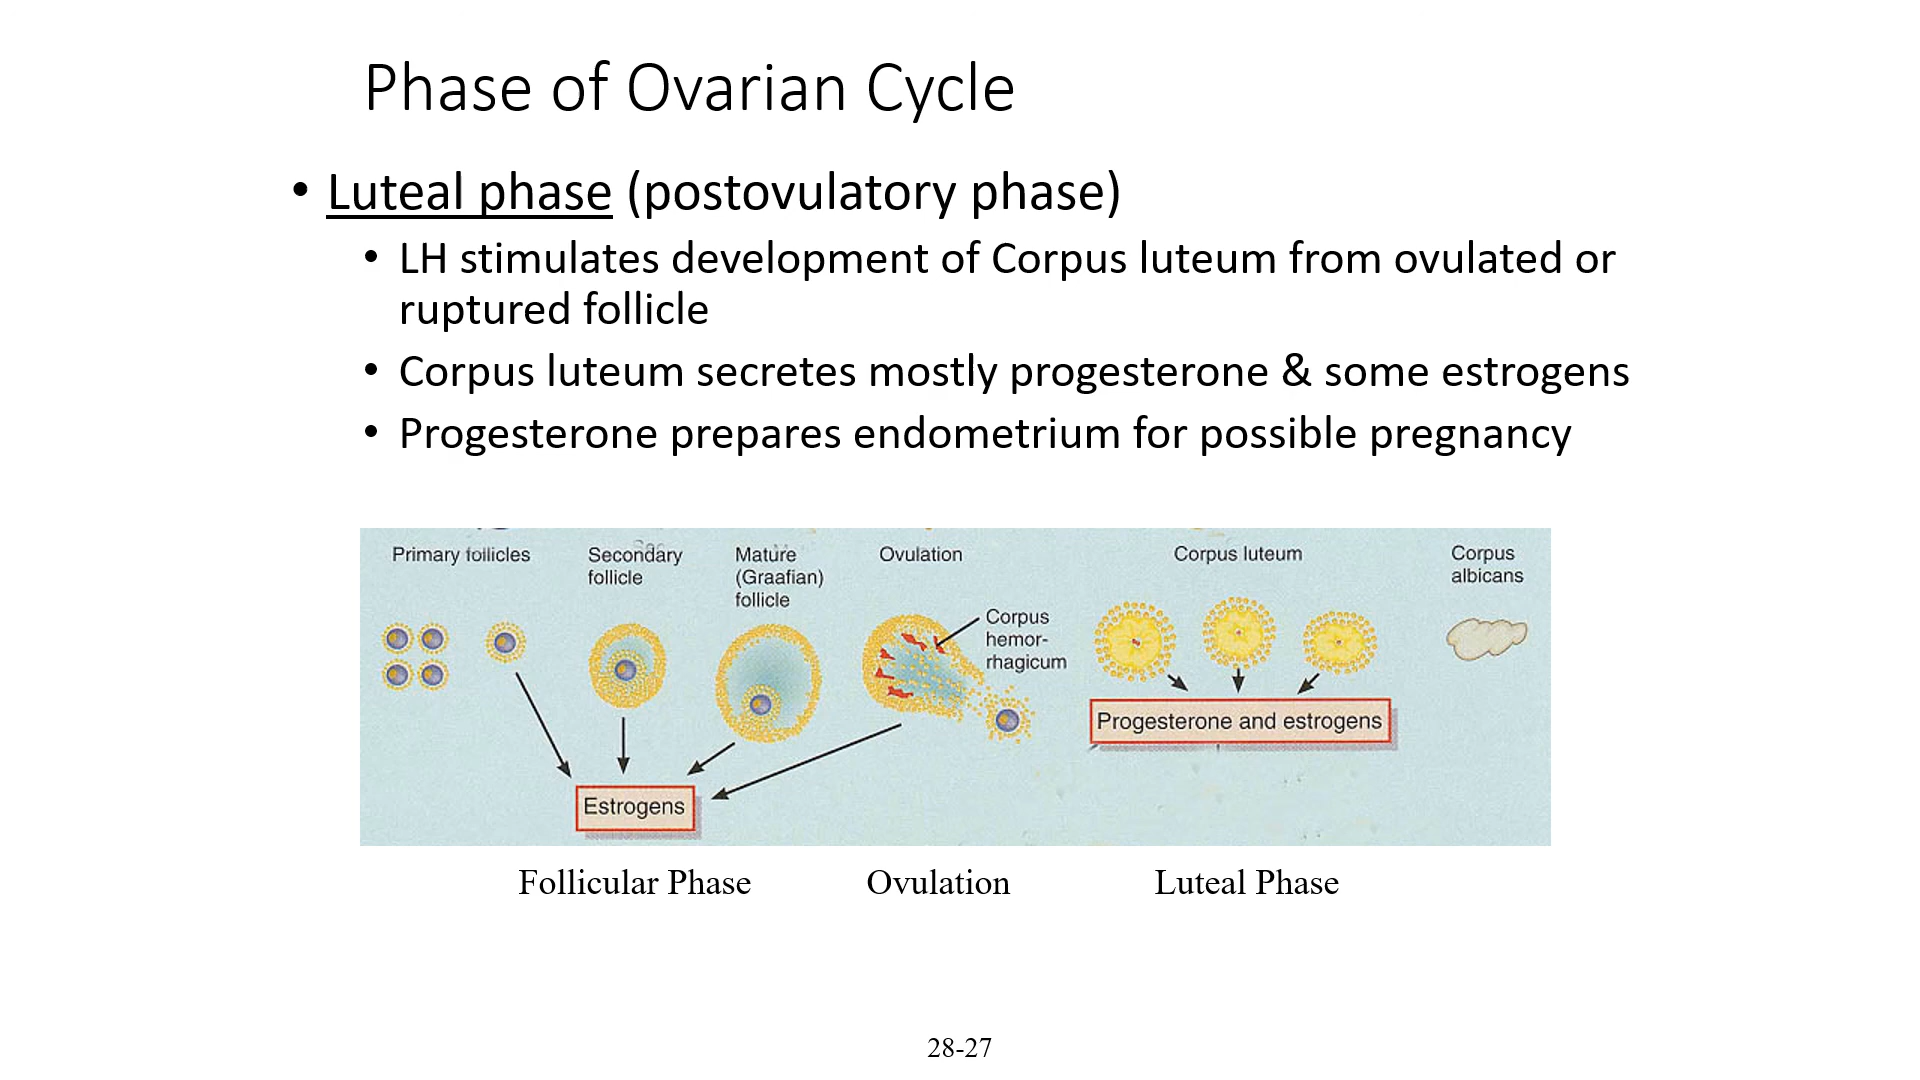 Phase of Ovarian Cycle
• Luteal phase (postovulatory phase)
• LH stimulates development of Corpus luteum from ovulated or
ruptured follicle
• Corpus luteum secretes mostly progesterone & some estrogens
• Progesterone prepares endometrium for possible pregnancy
Primary follicles
Secondary
follicle
Mature
(Graafian)
follicle
Ovulation
Corpus
hemor-
rhagicum
Corpus luteum
Corpus
albicans
Progesterone and estrogens
Estrogens
Follicular Phase
Ovulation
Luteal Phase
28-27